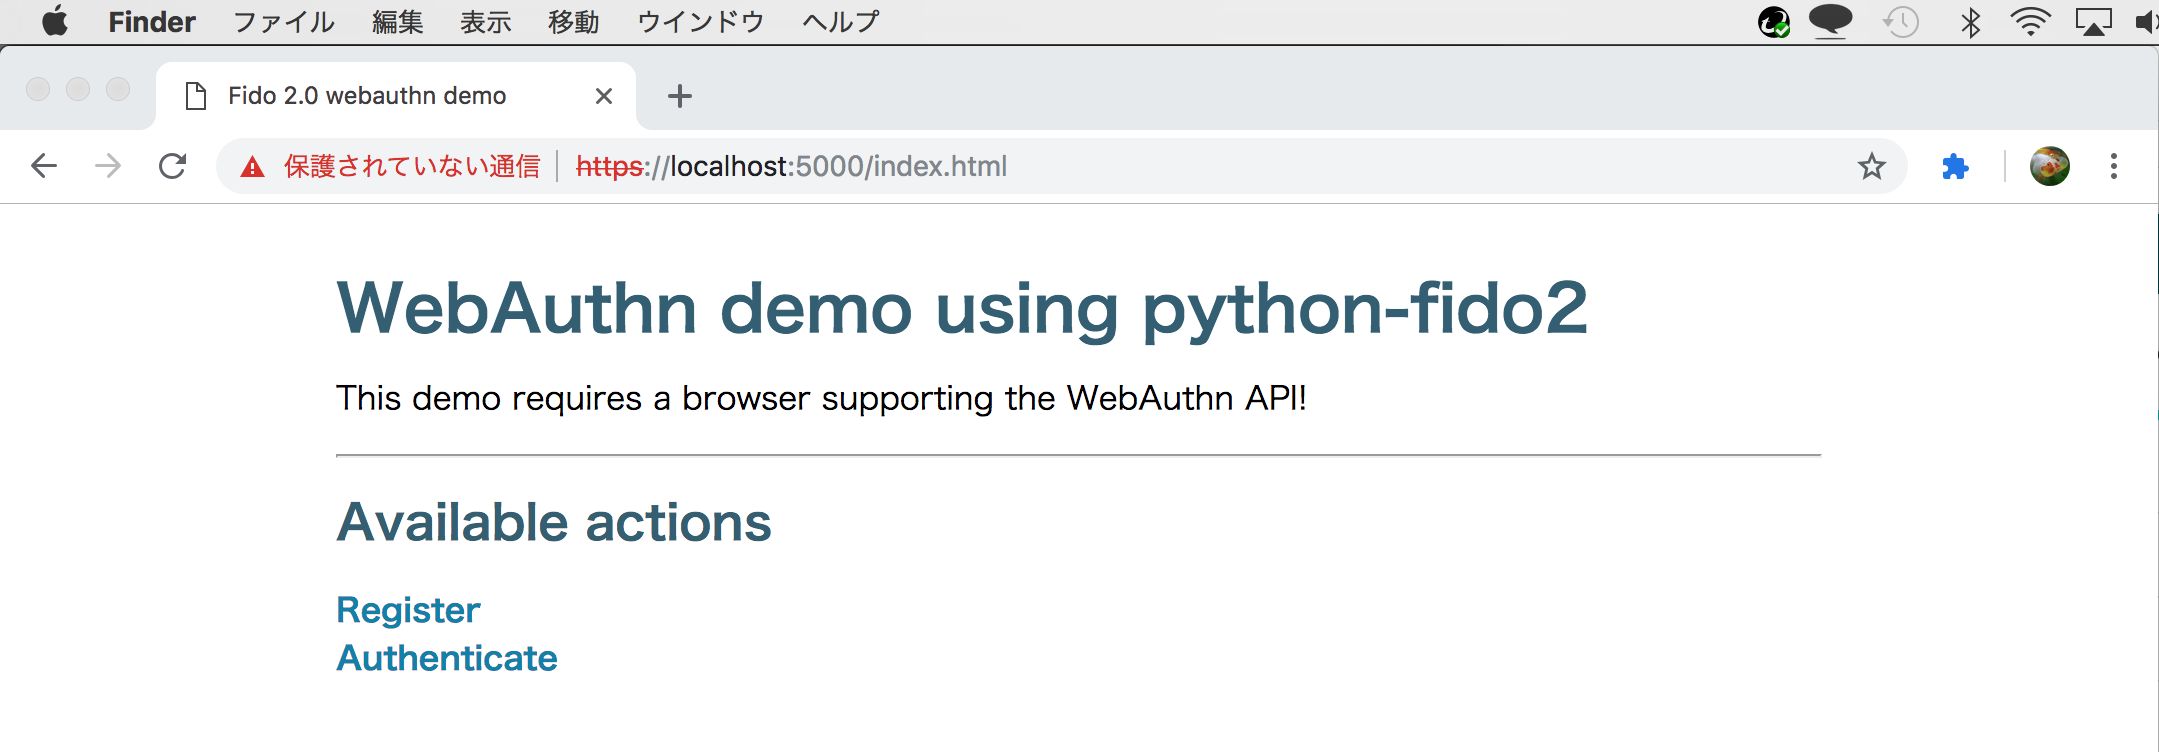 Finder ファイル 編集 表示 移動 ウインドウ ヘルプ
Fido 2.0 webauthn demo
保護されていない通信 https://localhost:5000/index.html
WebAuthn demo using python-fido2
This demo requires a browser supporting the WebAuthn API!
Available actions
Register
Authenticate